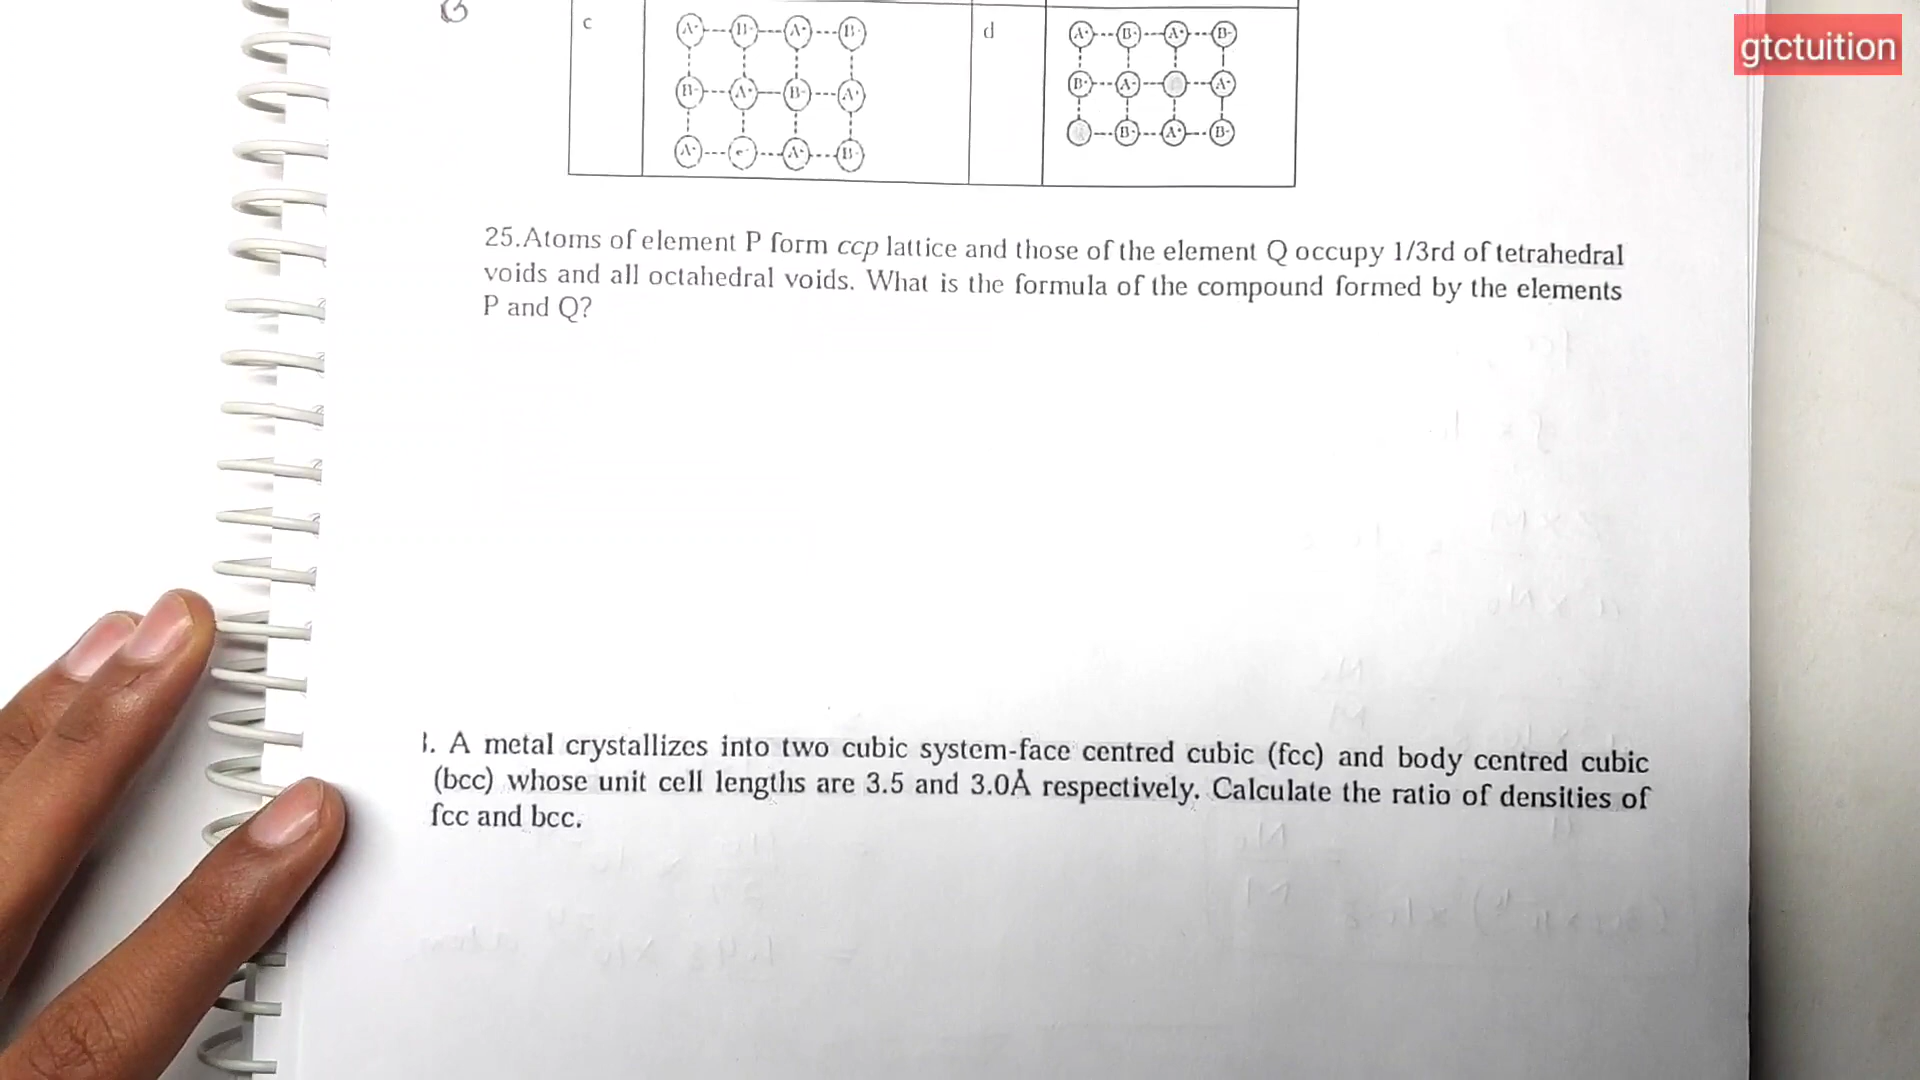 gtctuition
c
d
A+ B- A+ B-
B- A+ B- A+
A+ e- A+ B-
A+ B- A+ B-
B- A+ A+
B- A+ B-
25.Atoms of element P form ccp lattice and those of the element Q occupy 1/3rd of tetrahedral
voids and all octahedral voids. What is the formula of the compound formed by the elements
P and Q?
. A metal crystallizes into two cubic system-face centred cubic (fcc) and body centred cubic
(bcc) whose unit cell lengths are 3.5 and 3.0Å respectively. Calculate the ratio of densities of
fcc and bcc.